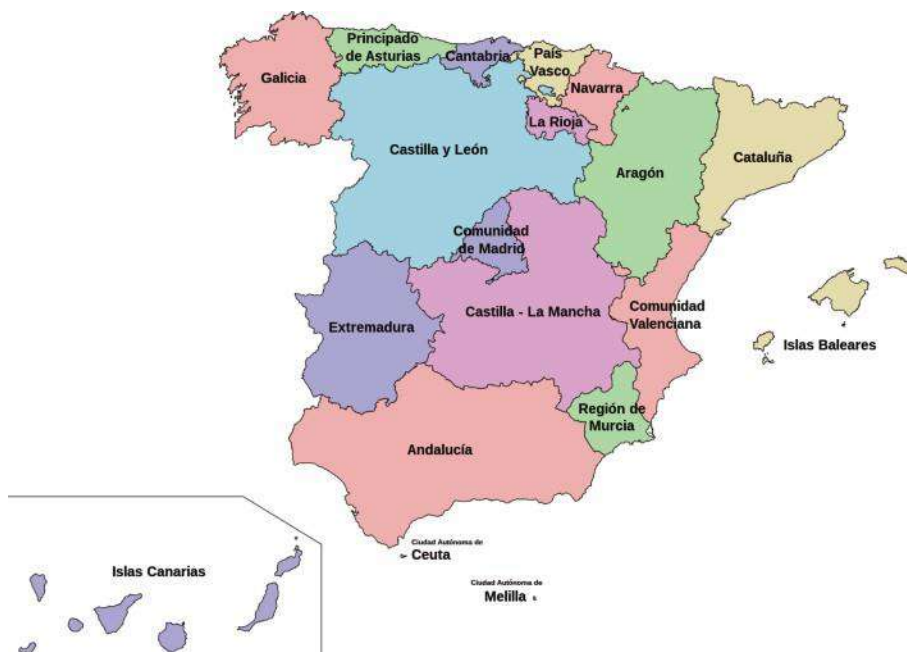 Principado
de Asturias
Cantabria
País
Vasco
Galicia
Navarra
La Rioja
Castilla y León
Cataluña
Aragón
Comunidad
de Madrid
Castilla - La Mancha
Comunidad
Valenciana
Extremadura
Islas Baleares
Región de
Murcia
Andalucía
Ciudad Autónoma de
Ceuta
Islas Canarias
Ciudad Autónoma de
Melilla